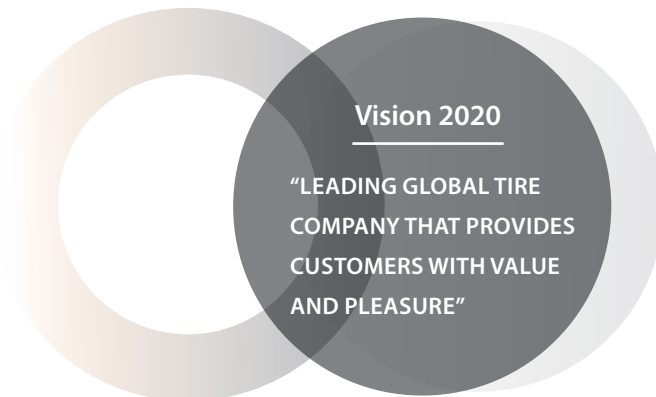 Vision 2020
“LEADING GLOBAL TIRE
COMPANY THAT PROVIDES
CUSTOMERS WITH VALUE
AND PLEASURE”